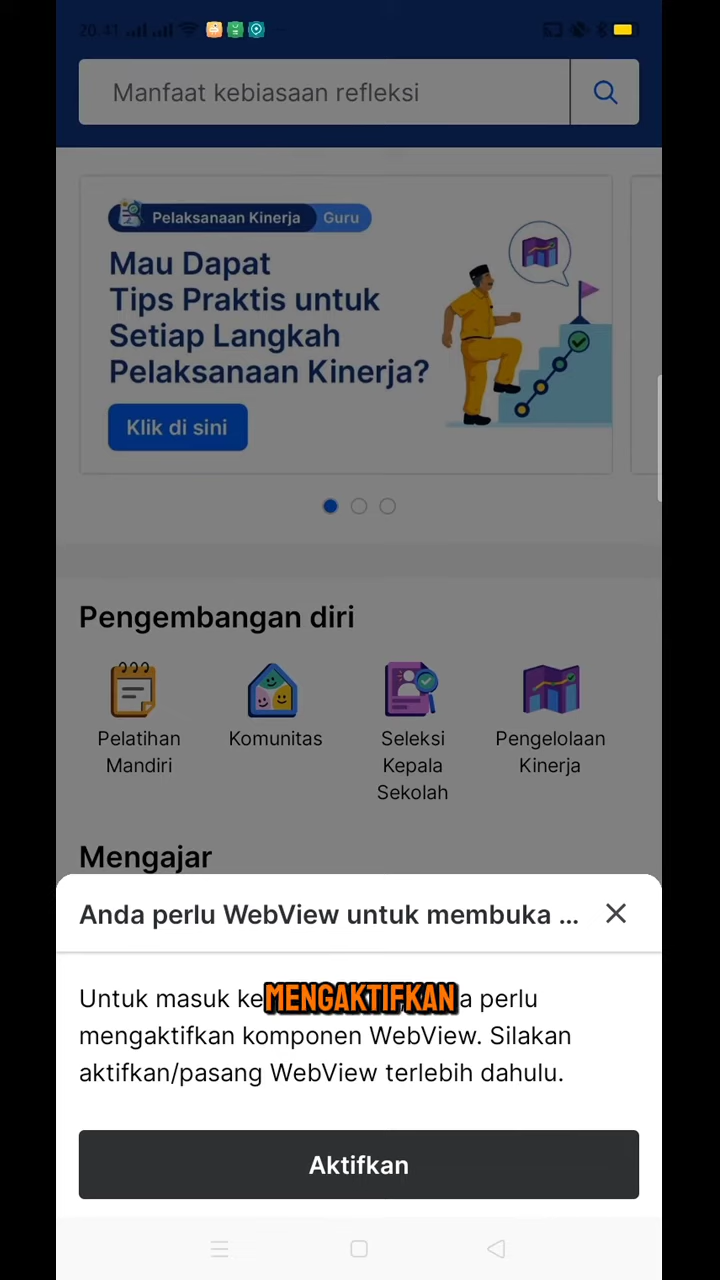 20.41
Manfaat kebiasaan refleksi
Pelaksanaan Kinerja Guru
Mau Dapat
Tips Praktis untuk
Setiap Langkah
Pelaksanaan Kinerja?
Klik di sini
Pengembangan diri
Pelatihan
Mandiri
Komunitas
Seleksi
Kepala
Sekolah
Pengelolaan
Kinerja
Mengajar
Anda perlu WebView untuk membuka ...
Untuk masuk ke MENGAKTIFKAN a perlu
mengaktifkan komponen WebView. Silakan
aktifkan/pasang WebView terlebih dahulu.
Aktifkan